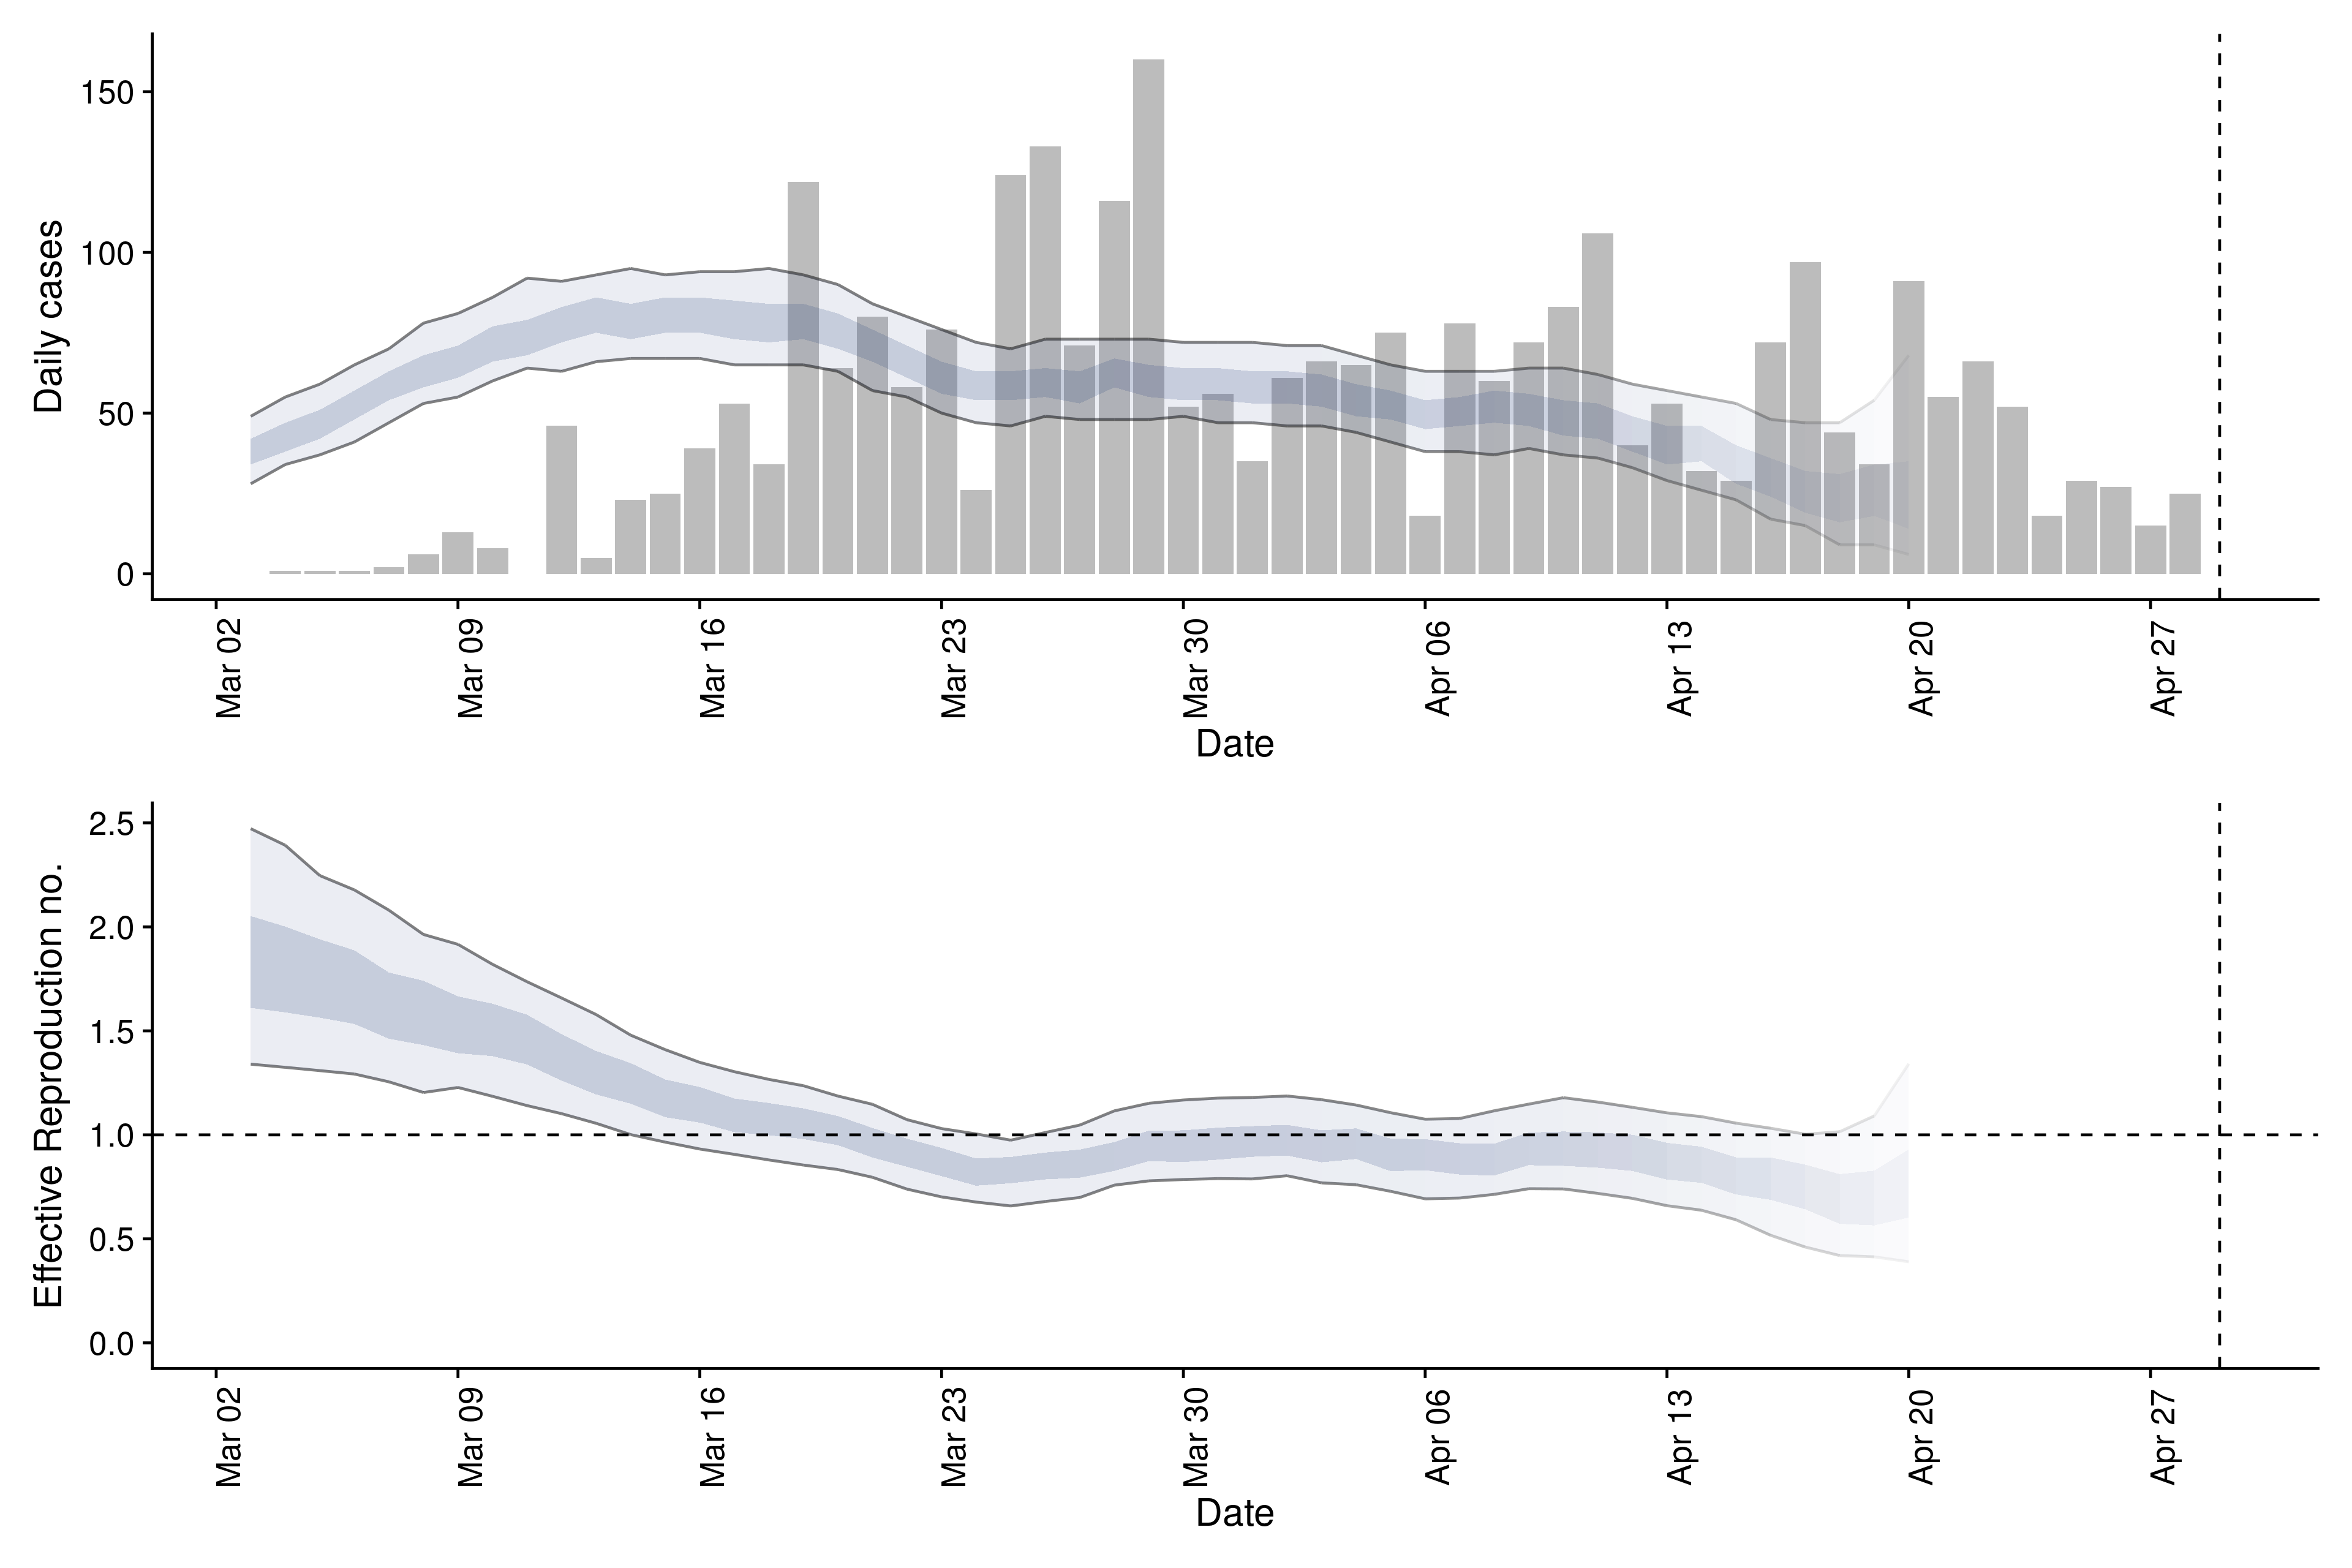 Daily cases
150
100
50
0
Mar 02
Mar 09
Mar 16
Mar 23
Mar 30
Apr 06
Apr 13
Apr 20
Apr 27
Date
Effective Reproduction no.
2.5
2.0
1.5
1.0
0.5
0.0
Mar 02
Mar 09
Mar 16
Mar 23
Mar 30
Apr 06
Apr 13
Apr 20
Apr 27
Date